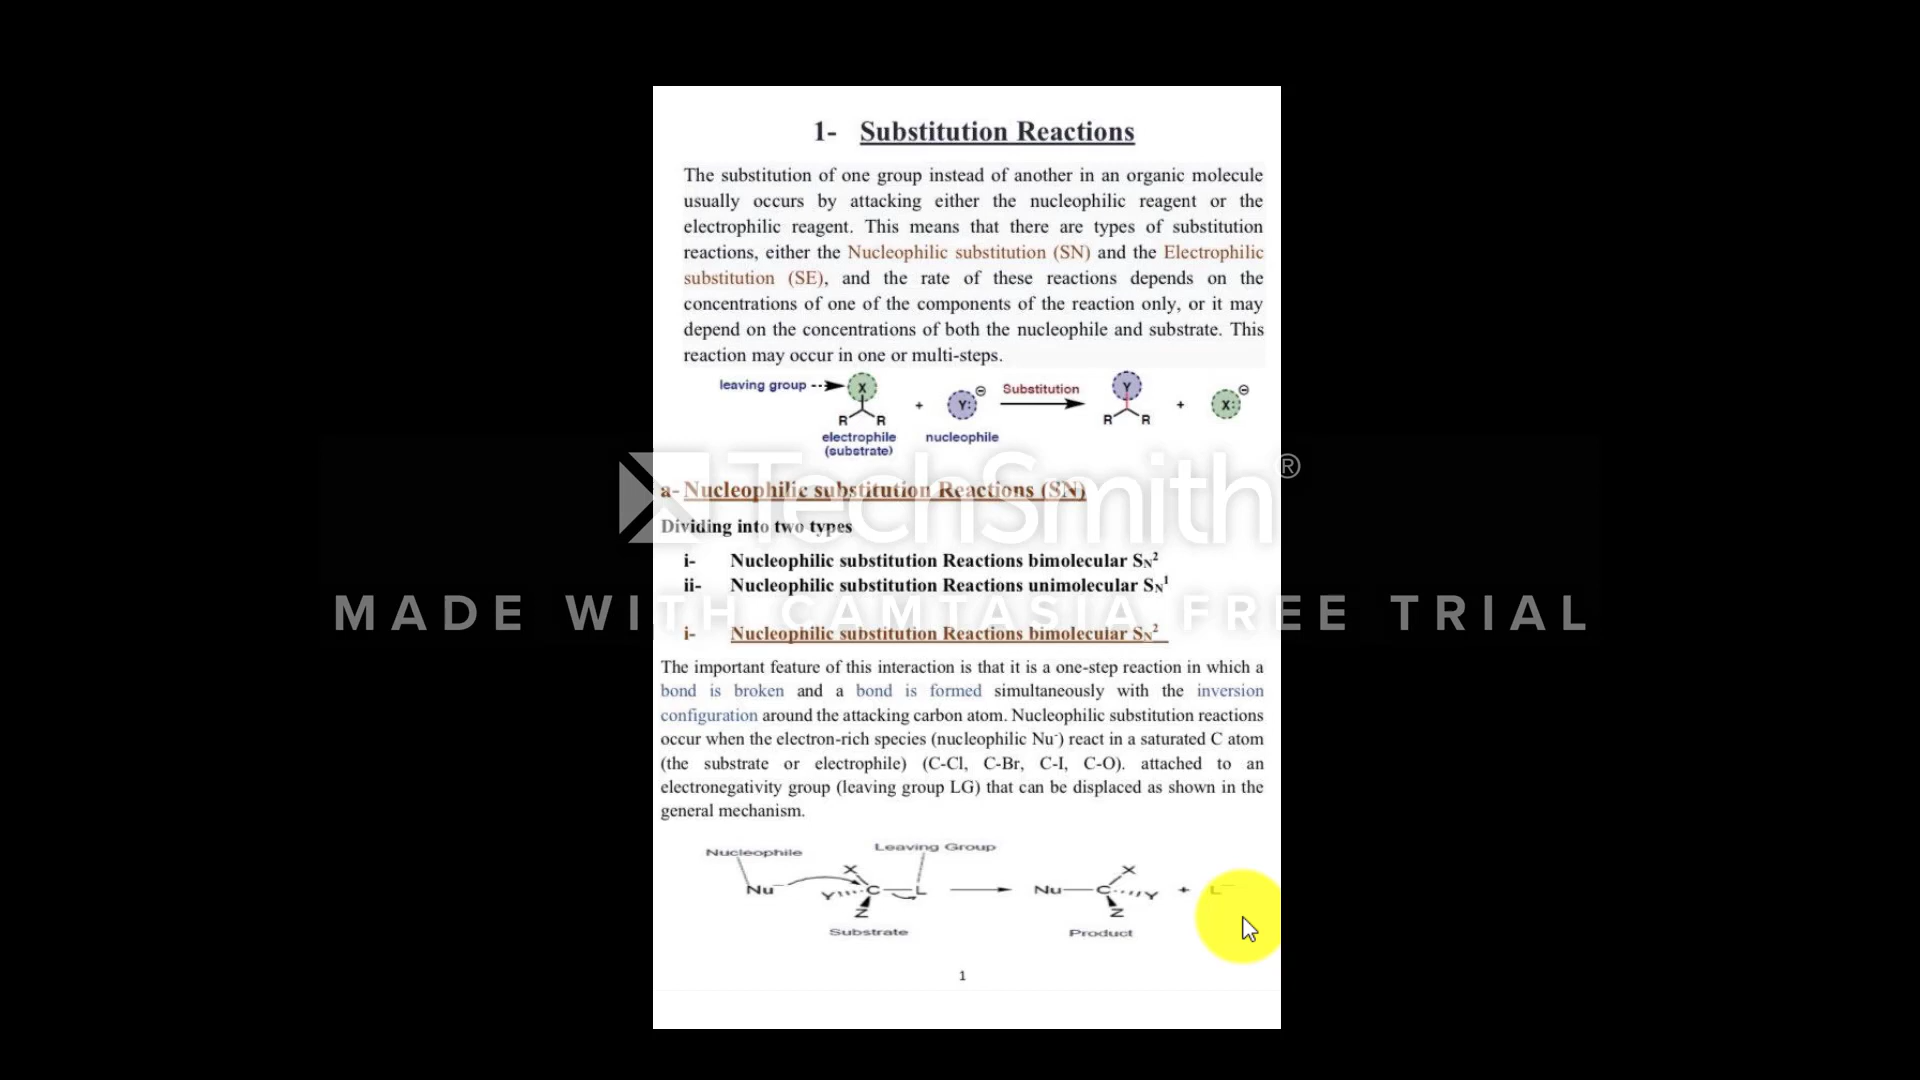 1- Substitution Reactions
The substitution of one group instead of another in an organic molecule
usually occurs by attacking either the nucleophilic reagent or the
electrophilic reagent. This means that there are types of substitution
reactions, either the Nucleophilic substitution (SN) and the Electrophilic
substitution (SE), and the rate of these reactions depends on the
concentrations of one of the components of the reaction only, or it may
depend on the concentrations of both the nucleophile and substrate. This
reaction may occur in one or multi-steps.
leaving group X
R R
electrophile
(substrate)
+
Y: ⊖
nucleophile
Substitution
Y
R R
+
X: ⊖
TechSmith®
a- Nucleophilic substitution Reactions (SN)
Dividing into two types
i- Nucleophilic substitution Reactions bimolecular SN²
ii- Nucleophilic substitution Reactions unimolecular SN¹
MADE WITH CAMTASIA FREE TRIAL
i- Nucleophilic substitution Reactions bimolecular SN²
The important feature of this interaction is that it is a one-step reaction in which a
bond is broken and a bond is formed simultaneously with the inversion
configuration around the attacking carbon atom. Nucleophilic substitution reactions
occur when the electron-rich species (nucleophilic Nu⁻) react in a saturated C atom
(the substrate or electrophile) (C-Cl, C-Br, C-I, C-O). attached to an
electronegativity group (leaving group LG) that can be displaced as shown in the
general mechanism.
Nucleophile Leaving Group
X X
Nu Y C L Nu C Y + L⁻
Z Z
Substrate Product
1